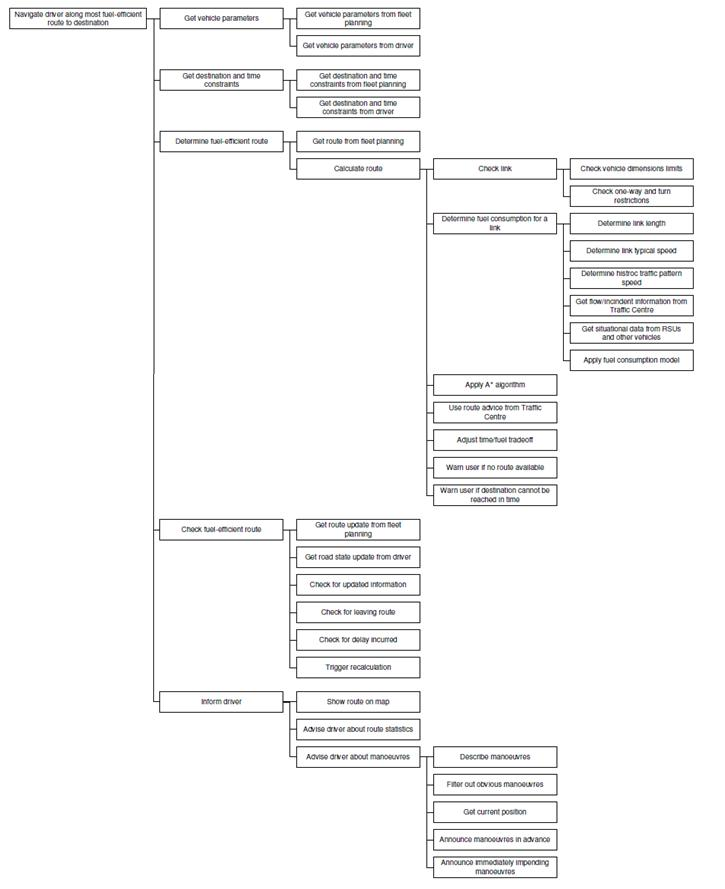 Navigate driver along most fuel-efficient
route to destination
Get vehicle parameters
Get vehicle parameters from fleet
planning
Get vehicle parameters from driver
Get destination and time
constraints
Get destination and time
constraints from fleet planning
Get destination and time
constraints from driver
Determine fuel-efficient route
Get route from fleet planning
Calculate route
Check link
Check vehicle dimensions limits
Check one-way and turn
restrictions
Determine fuel consumption for a
link
Determine link length
Determine link typical speed
Determine histroc traffic pattern
speed
Get flow/incindent information from
Traffic Centre
Get situational data from RSUs
and other vehicles
Apply fuel consumption model
Apply A* algorithm
Use route advice from Traffic
Centre
Adjust time/fuel tradeoff
Warn user if no route available
Warn user if destination cannot be
reached in time
Check fuel-efficient route
Get route update from fleet
planning
Get road state update from driver
Check for updated information
Check for leaving route
Check for delay incurred
Trigger recalculation
Inform driver
Show route on map
Advise driver about route statistics
Advise driver about manoeuvres
Describe manoeuvres
Filter out obvious manoeuvres
Get current position
Announce manoeuvres in advance
Announce immediately impending
manoeuvres